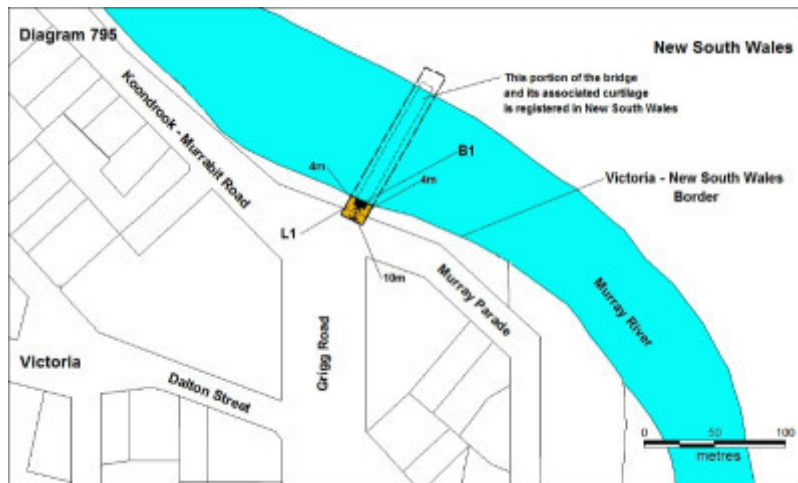 Diagram 795
New South Wales
This portion of the bridge
and its associated curtilage
is registered in New South Wales
Koondrook - Murrabit Road
B1
4m
4m
Victoria - New South Wales
Border
L1
10m
Murray Parade
Murray River
Grigg Road
Victoria
Dalton Street
0 50 100
metres